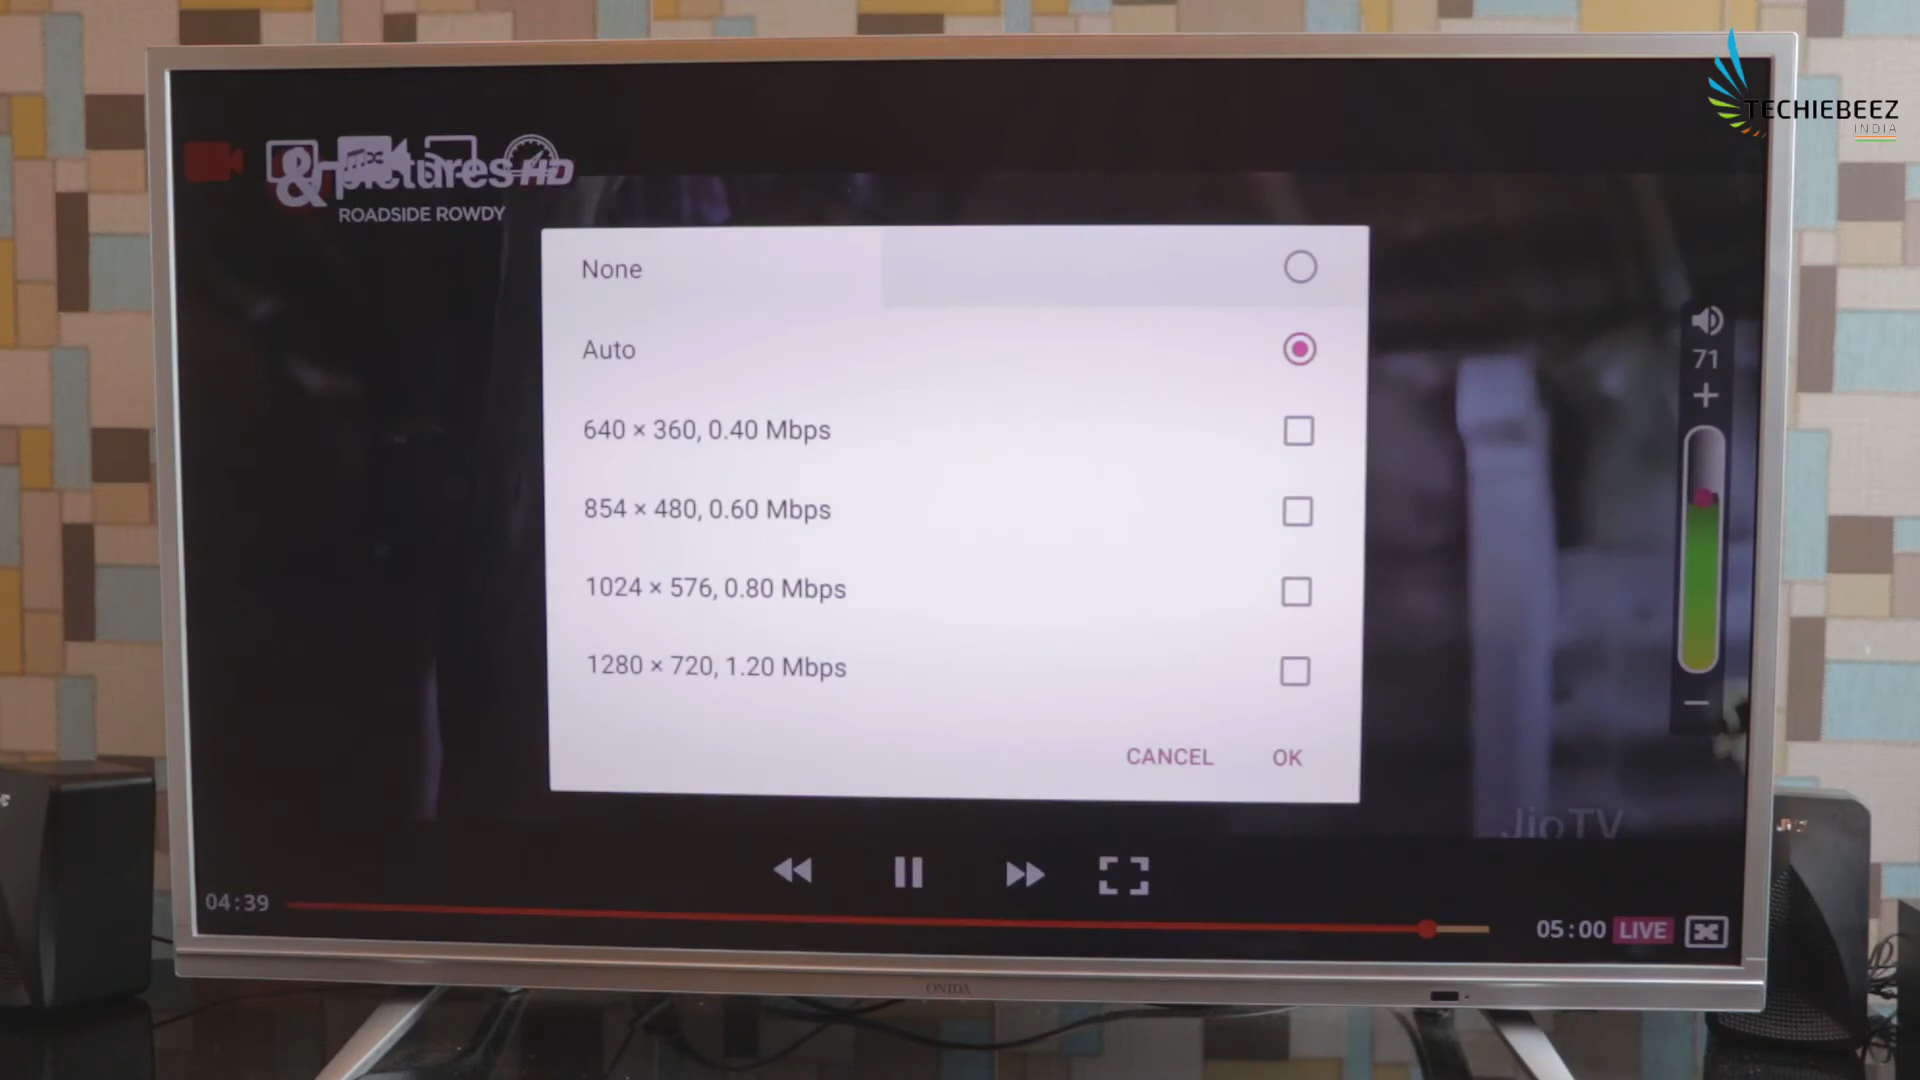 TECHIEBEEZ
INDIA
&pictures HD
ROADSIDE ROWDY
None
Auto
640 × 360, 0.40 Mbps
854 × 480, 0.60 Mbps
1024 × 576, 0.80 Mbps
1280 × 720, 1.20 Mbps
CANCEL OK
71
+
−
JioTV
04:39
05:00 LIVE
ONIDA
JVC